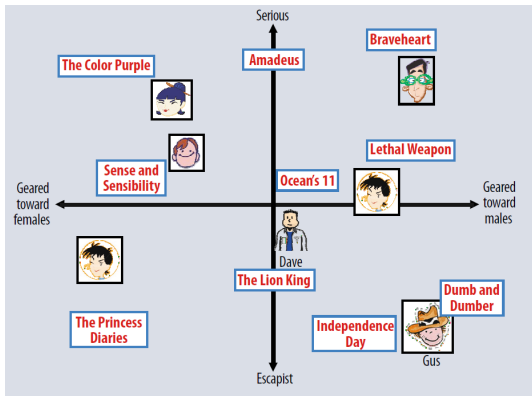 Serious
Braveheart
Amadeus
The Color Purple
Lethal Weapon
Sense and
Sensibility
Ocean's 11
Geared
toward
females
Geared
toward
males
Dave
The Lion King
Dumb and
Dumber
The Princess
Diaries
Independence
Day
Gus
Escapist